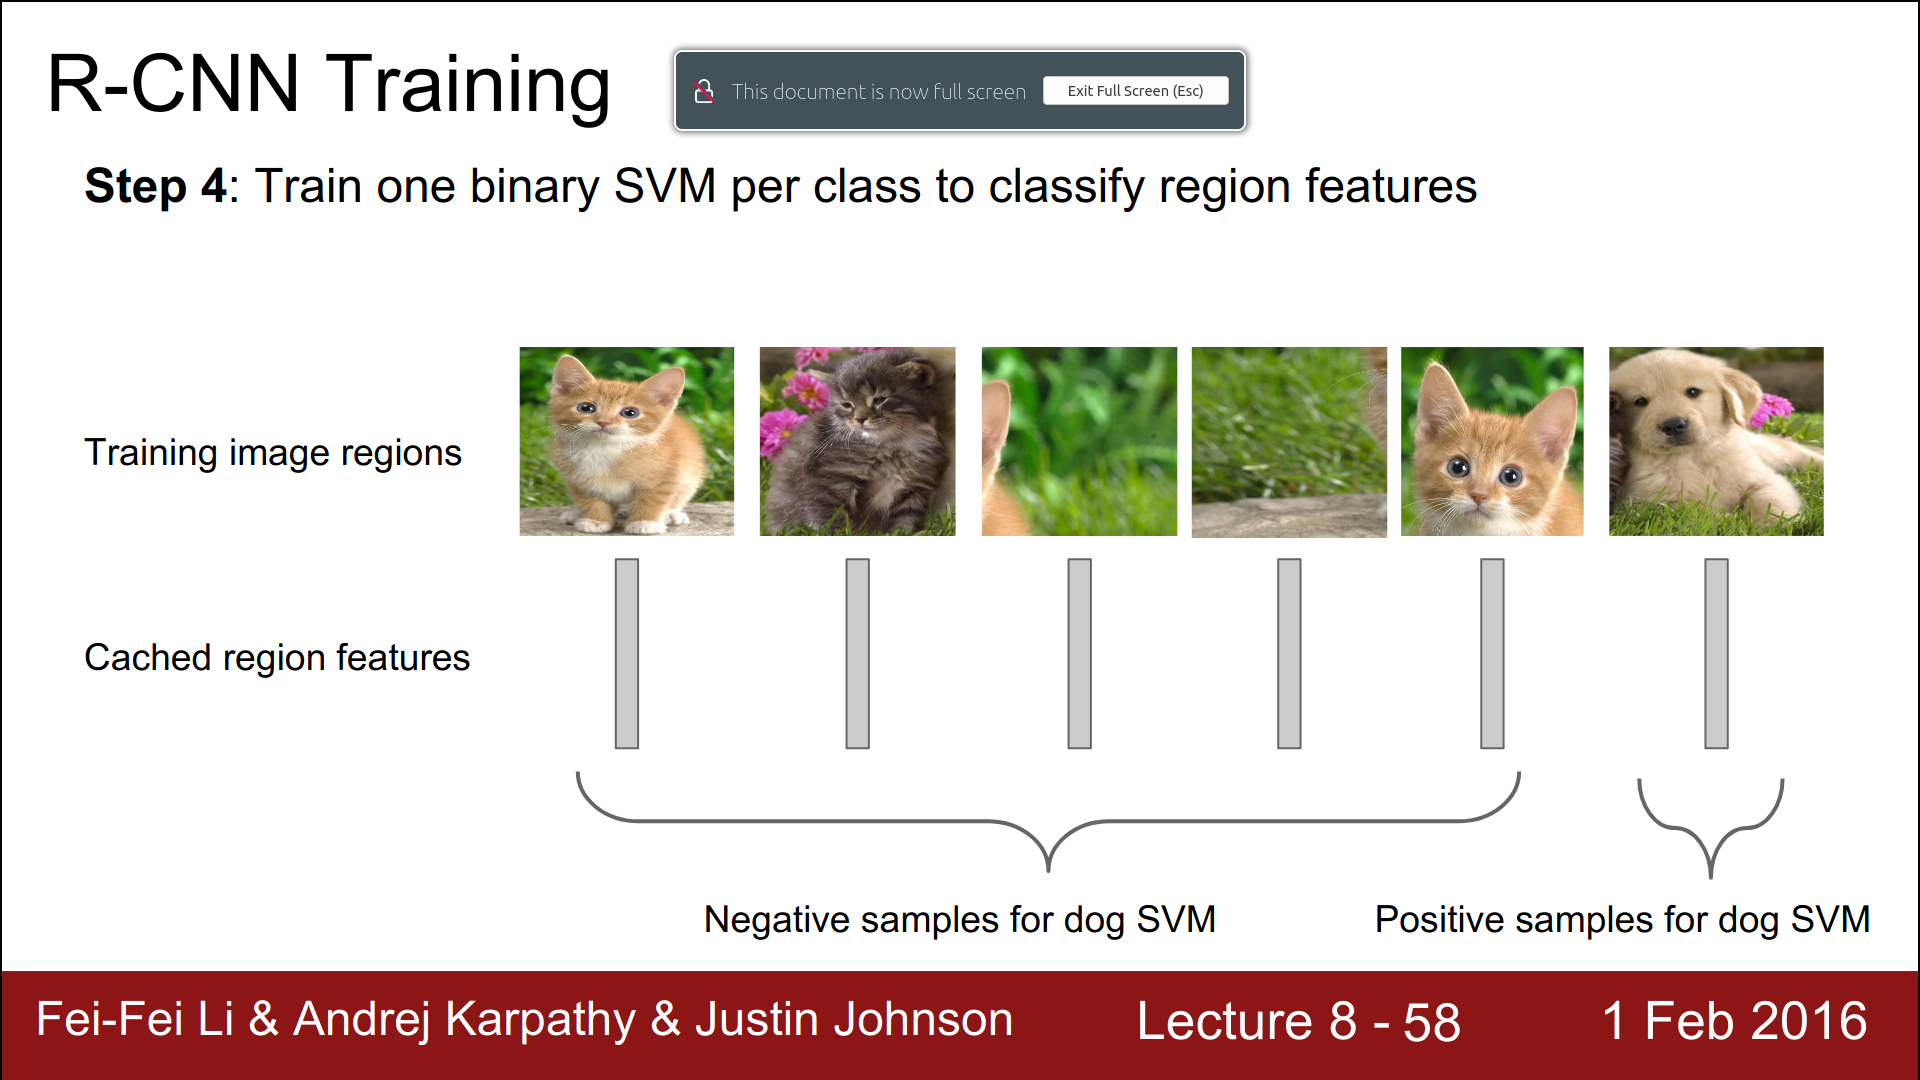 R-CNN Training
This document is now full screen
Exit Full Screen (Esc)
Step 4: Train one binary SVM per class to classify region features
Training image regions
Cached region features
Negative samples for dog SVM
Positive samples for dog SVM
Fei-Fei Li & Andrej Karpathy & Justin Johnson
Lecture 8 - 58
1 Feb 2016